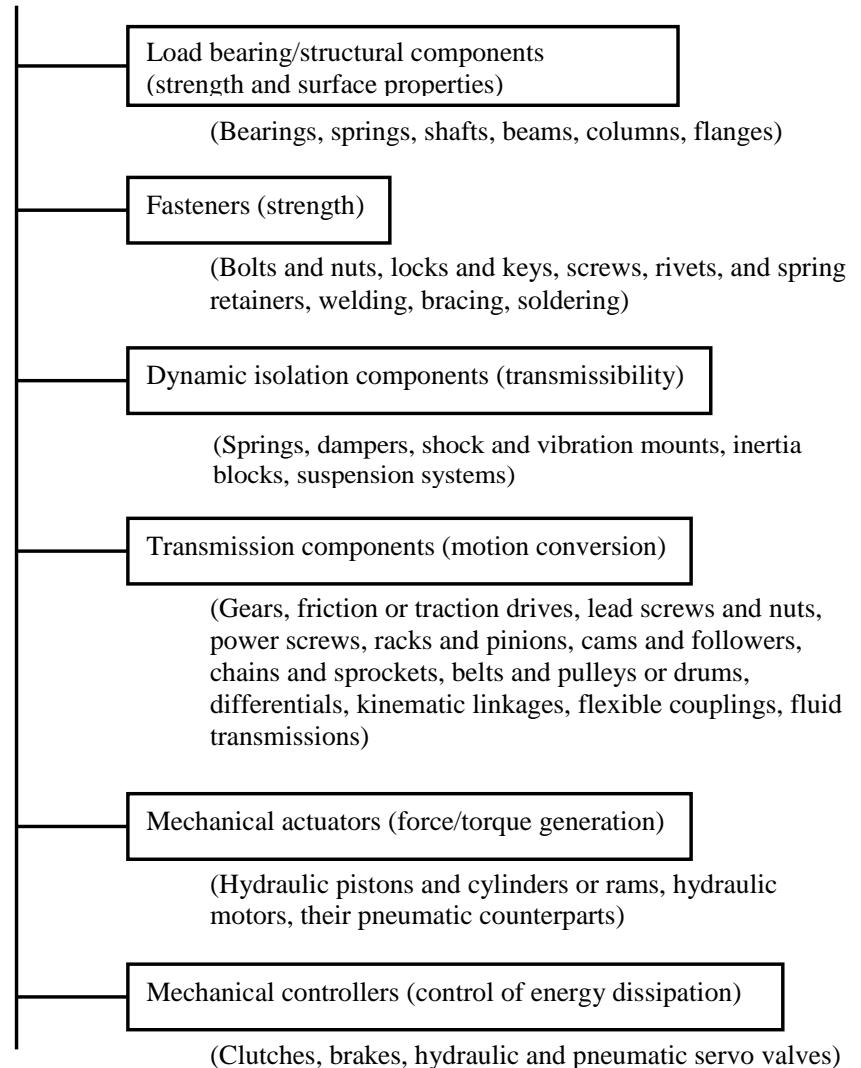 Load bearing/structural components
(strength and surface properties)
(Bearings, springs, shafts, beams, columns, flanges)
Fasteners (strength)
(Bolts and nuts, locks and keys, screws, rivets, and spring
retainers, welding, bracing, soldering)
Dynamic isolation components (transmissibility)
(Springs, dampers, shock and vibration mounts, inertia
blocks, suspension systems)
Transmission components (motion conversion)
(Gears, friction or traction drives, lead screws and nuts,
power screws, racks and pinions, cams and followers,
chains and sprockets, belts and pulleys or drums,
differentials, kinematic linkages, flexible couplings, fluid
transmissions)
Mechanical actuators (force/torque generation)
(Hydraulic pistons and cylinders or rams, hydraulic
motors, their pneumatic counterparts)
Mechanical controllers (control of energy dissipation)
(Clutches, brakes, hydraulic and pneumatic servo valves)